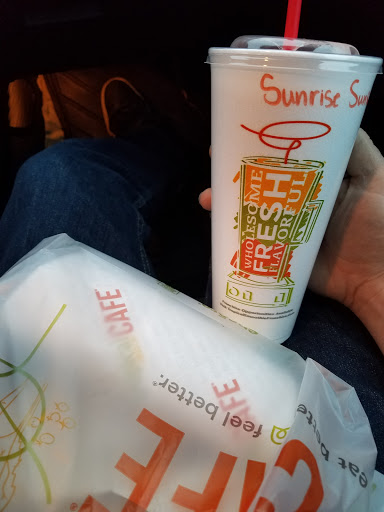 Sunrise Sun
WHOLESOME
FRESH
FLAVORFUL
CAFE
CAFE
feel better.®
eat bette
CAFE